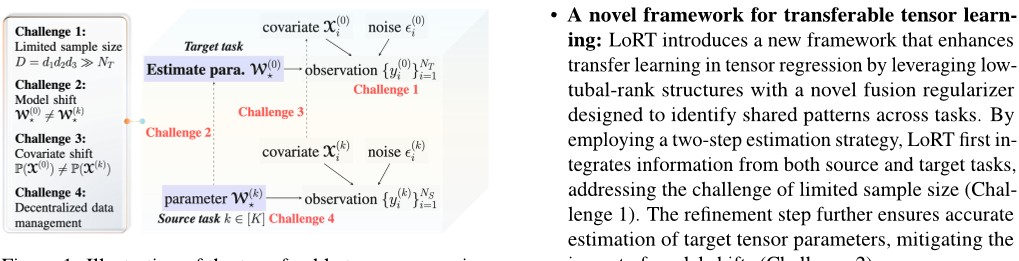 Challenge 1:
Limited sample size
D = d₁d₂d₃ ≫ N_T
Challenge 2:
Model shift
𝒲⋆^(0) ≠ 𝒲⋆^(k)
Challenge 3:
Covariate shift
ℙ(𝒳^(0)) ≠ ℙ(𝒳^(k))
Challenge 4:
Decentralized data
management
covariate 𝒳ᵢ^(0) noise ϵᵢ^(0)
Target task
Estimate para. 𝒲⋆^(0)
observation {yᵢ^(0)}ᵢ₌₁^{N_T}
Challenge 1
Challenge 3
Challenge 2
covariate 𝒳ᵢ^(k) noise ϵᵢ^(k)
parameter 𝒲⋆^(k)
observation {yᵢ^(k)}ᵢ₌₁^{N_S}
Source task k ∈ [K] Challenge 4
• A novel framework for transferable tensor learn-
ing: LoRT introduces a new framework that enhances
transfer learning in tensor regression by leveraging low-
tubal-rank structures with a novel fusion regularizer
designed to identify shared patterns across tasks. By
employing a two-step estimation strategy, LoRT first in-
tegrates information from both source and target tasks,
addressing the challenge of limited sample size (Chal-
lenge 1). The refinement step further ensures accurate
estimation of target tensor parameters, mitigating the